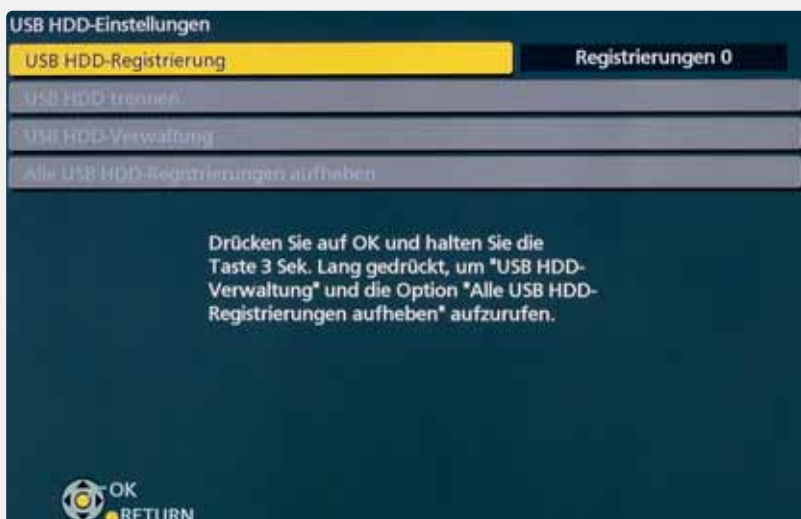 USB HDD-Einstellungen
USB HDD-Registrierung
Registrierungen 0
USB HDD trennen
USB HDD-Verwaltung
Alle USB HDD-Registrierungen aufheben
Drücken Sie auf OK und halten Sie die
Taste 3 Sek. Lang gedrückt, um "USB HDD-
Verwaltung" und die Option "Alle USB HDD-
Registrierungen aufheben" aufzurufen.
OK
RETURN